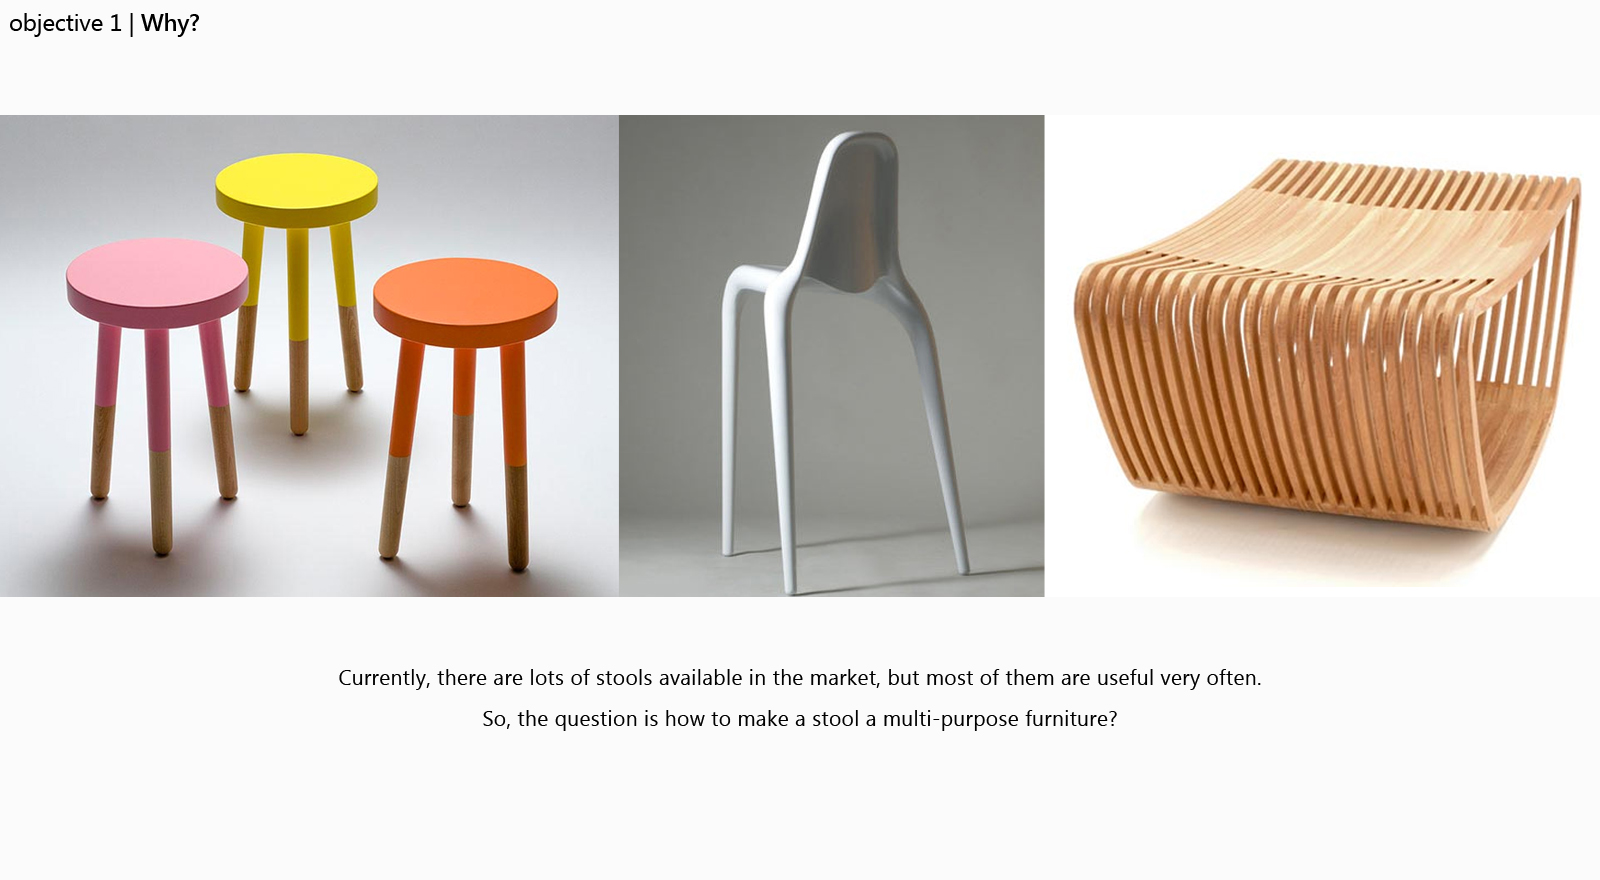 objective 1 | Why?
Currently, there are lots of stools available in the market, but most of them are useful very often.
So, the question is how to make a stool a multi-purpose furniture?